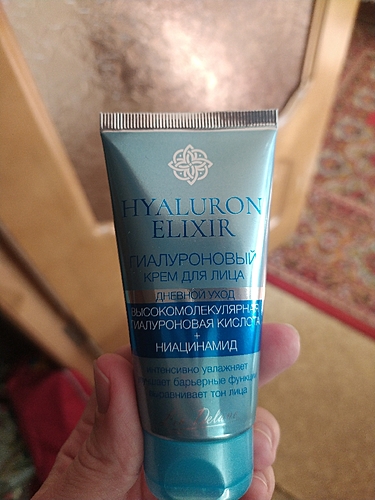 HYALURON
ELIXIR
ГИАЛУРОНОВЫЙ
КРЕМ ДЛЯ ЛИЦА
ДНЕВНОЙ УХОД
ВЫСОКОМОЛЕКУЛЯРНАЯ
ГИАЛУРОНОВАЯ КИСЛОТА
+
НИАЦИНАМИД
интенсивно увлажняет
барьерные функции
выравнивает тон лица